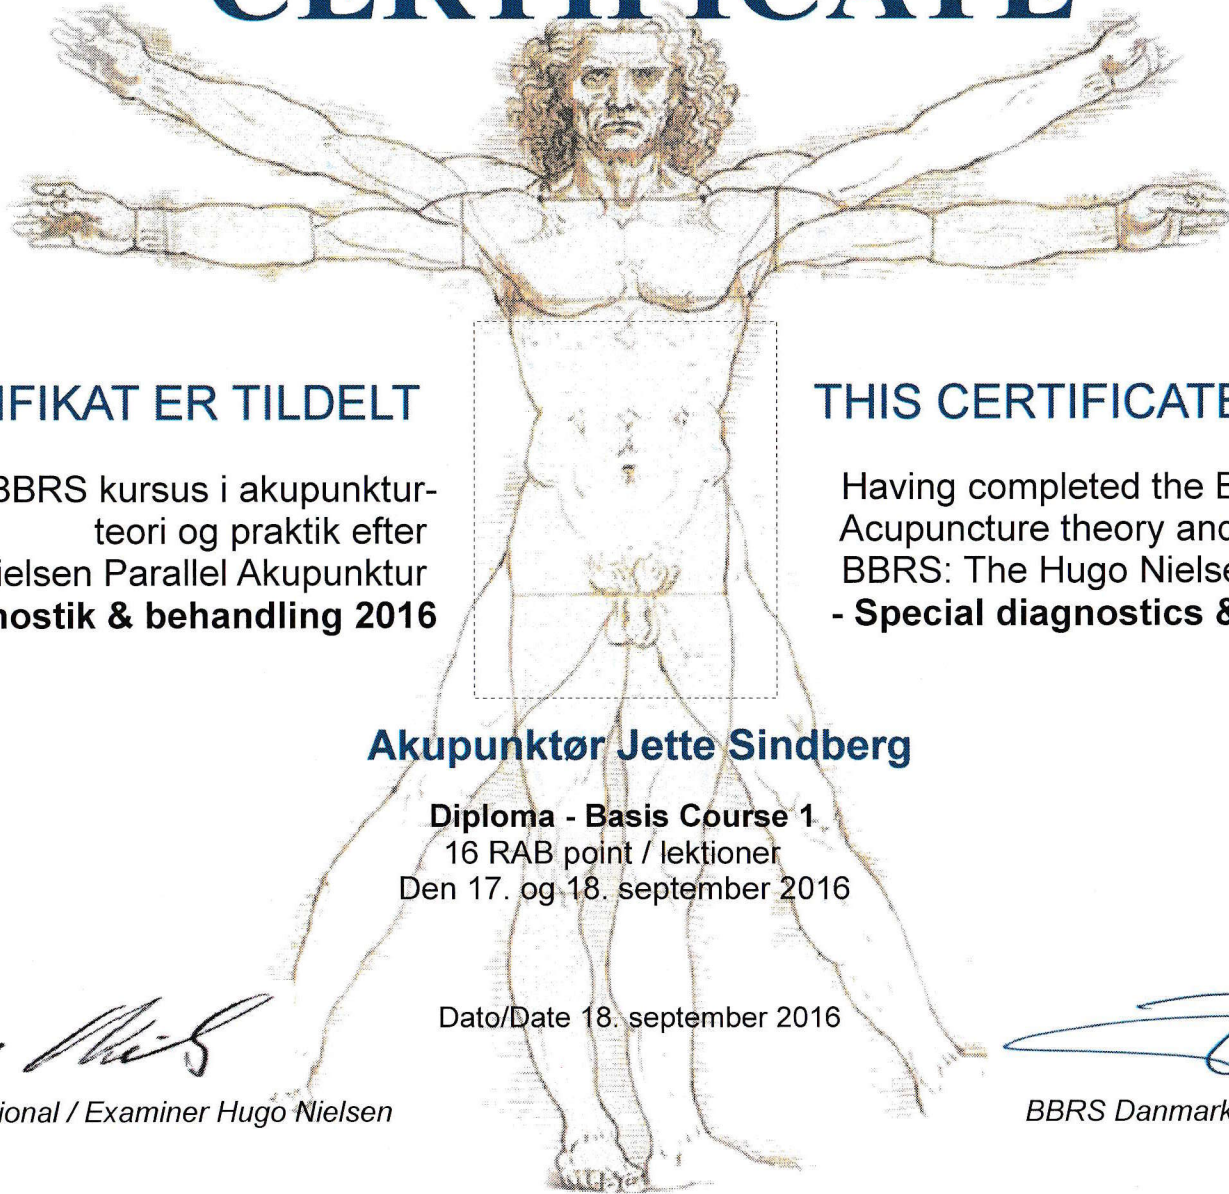 CERTIFICATE
IFIKAT ER TILDELT
BBRS kursus i akupunktur-
teori og praktik efter
ielsen Parallel Akupunktur
nostik & behandling 2016
THIS CERTIFICATE
Having completed the
Acupuncture theory and
BBRS: The Hugo Nielse
- Special diagnostics &
Akupunktør Jette Sindberg
Diploma - Basis Course 1
16 RAB point / lektioner
Den 17. og 18. september 2016
Dato/Date 18. september 2016
ional / Examiner Hugo Nielsen
BBRS Danmark